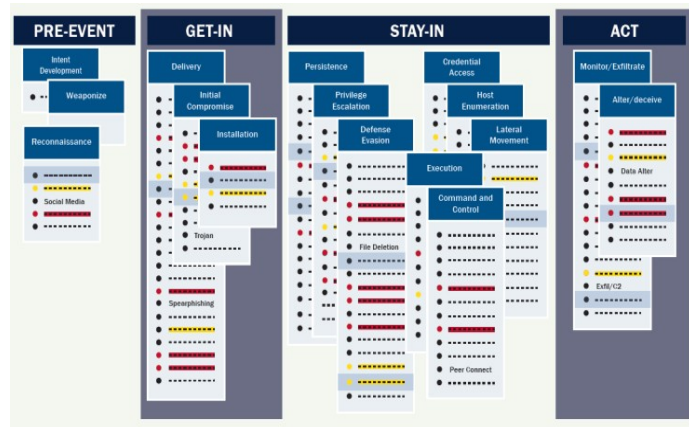 PRE-EVENT
GET-IN
STAY-IN
ACT
Intent
Development
Weaponize
Reconnaissance
Social Media
Delivery
Initial
Compromise
Installation
Trojan
Spearphishing
Persistence
Privilege
Escalation
Defense
Evasion
File Deletion
Credential
Access
Host
Enumeration
Lateral
Movement
Execution
Command and
Control
Peer Connect
Monitor/Exfiltrate
Alter/deceive
Data Alter
Exfil/C2